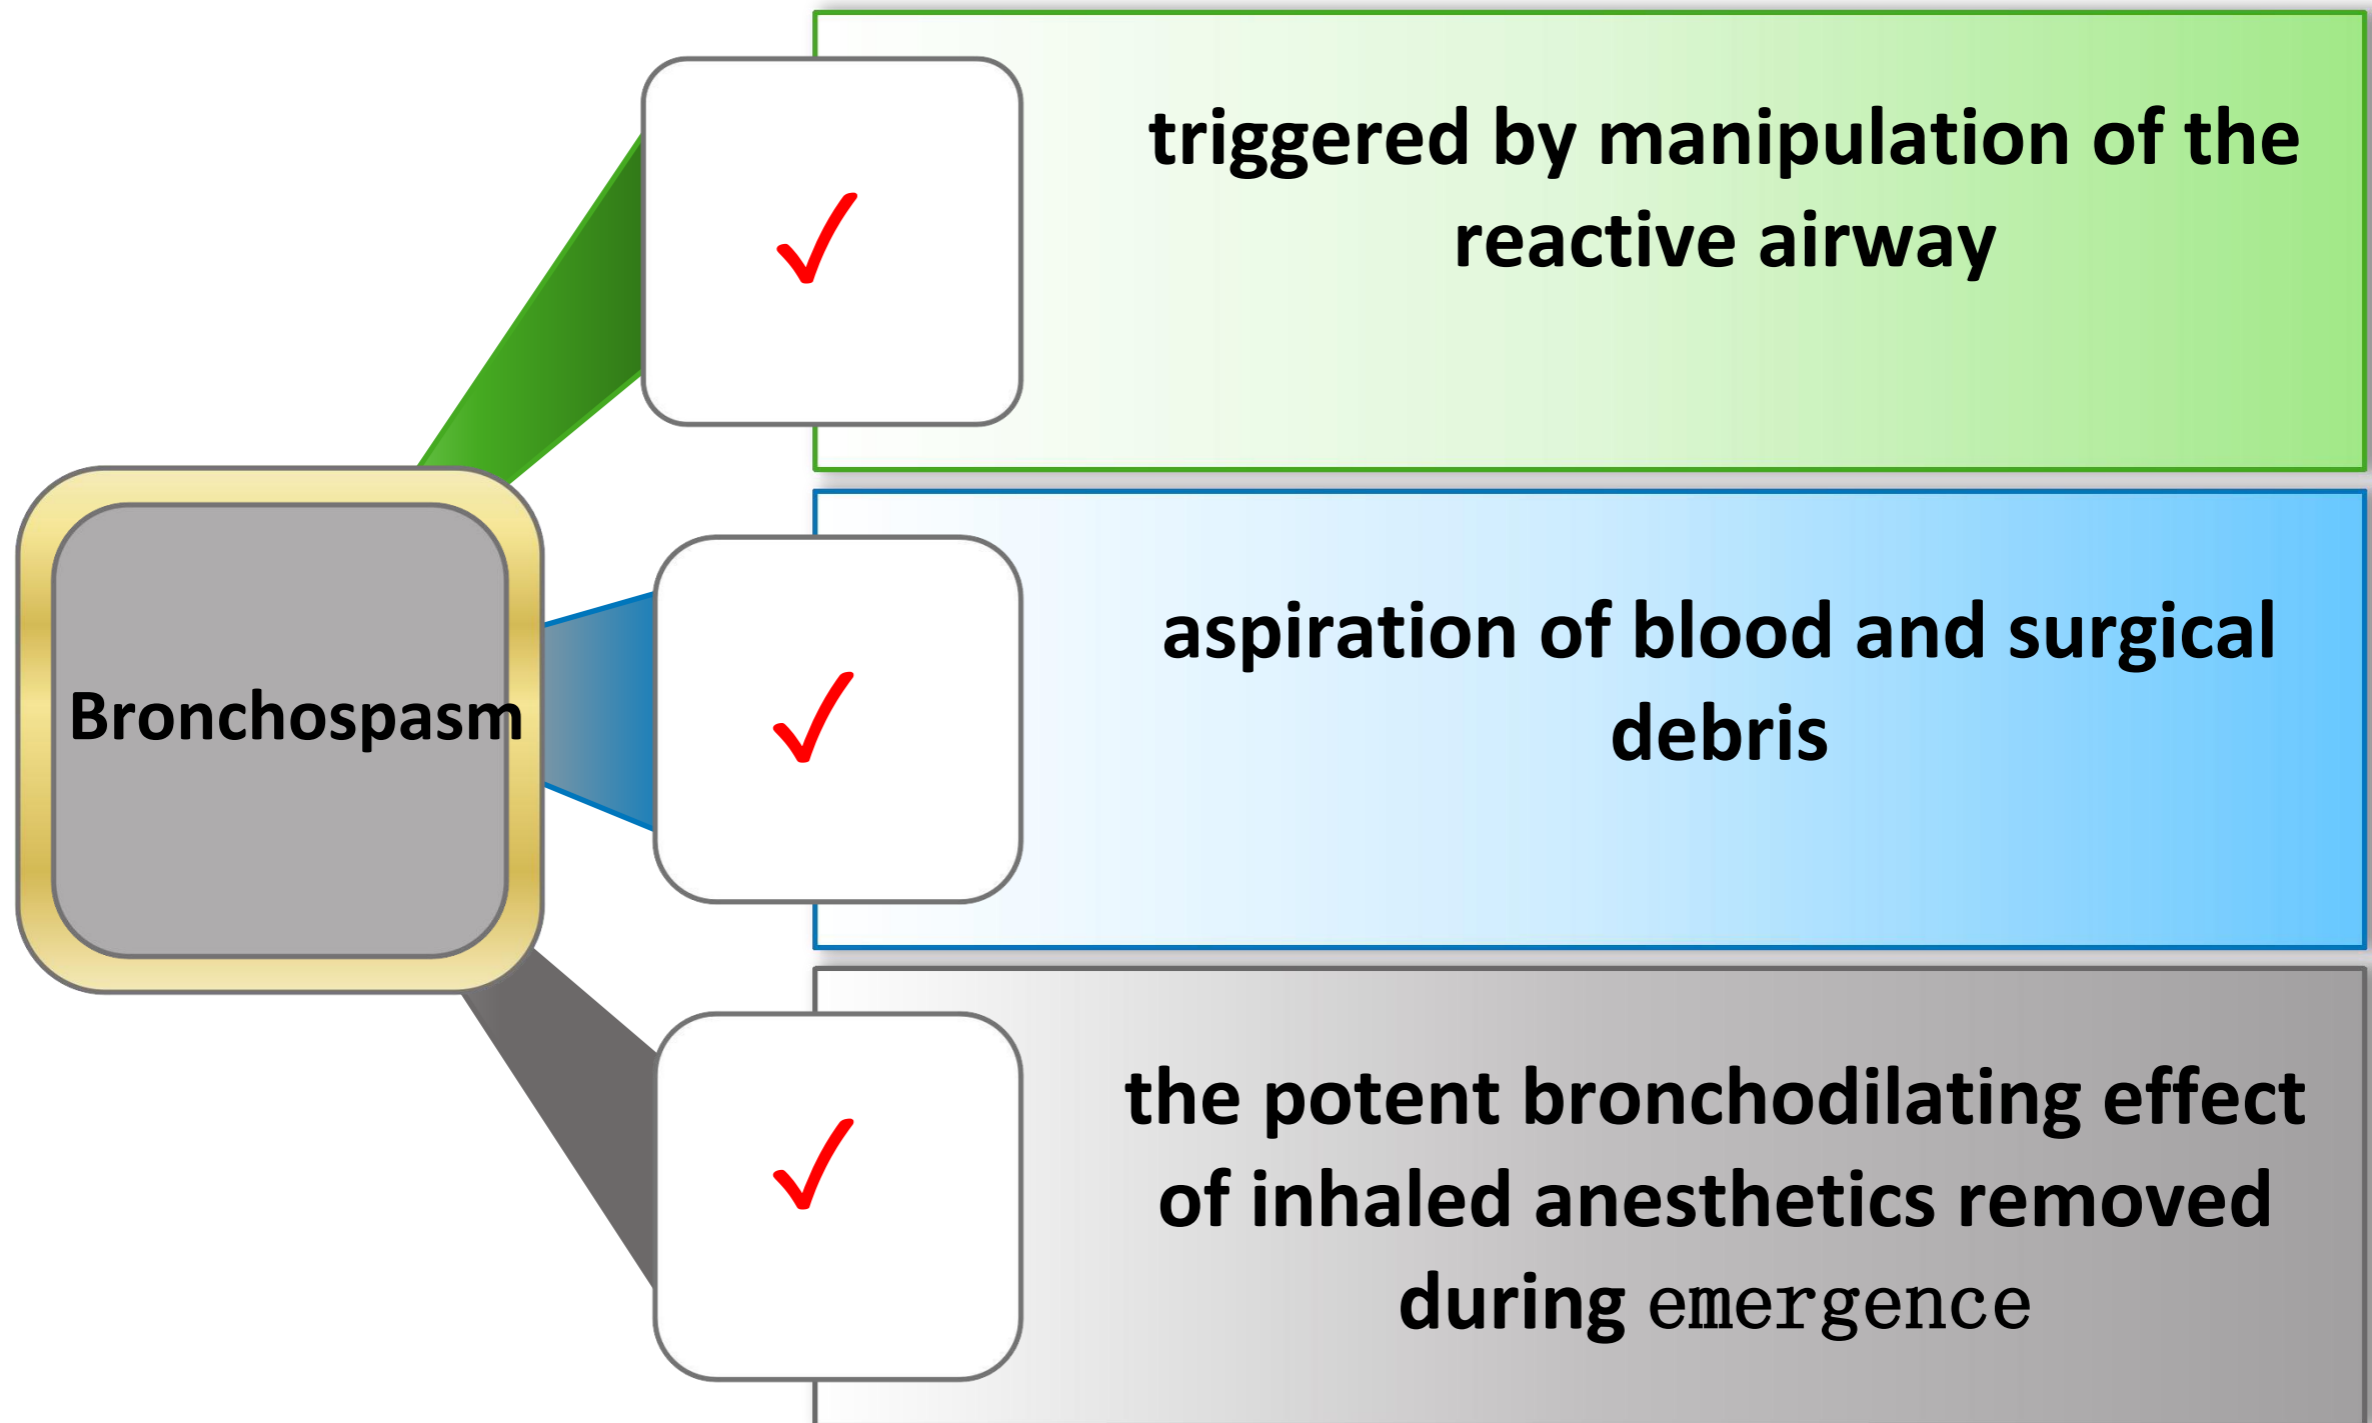 Bronchospasm
triggered by manipulation of the
reactive airway
aspiration of blood and surgical
debris
the potent bronchodilating effect
of inhaled anesthetics removed
during emergence